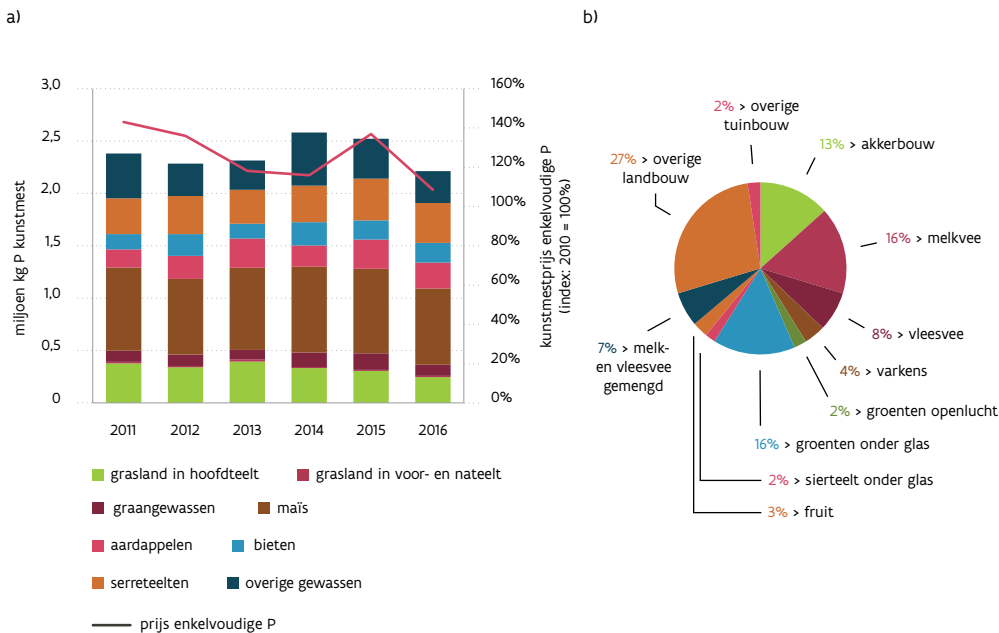 a)
b)
miljoen kg P kunstmest
3,0
2,5
2,0
1,5
1,0
0,5
0
160%
140%
120%
100%
80%
60%
40%
20%
0%
kunstmestprijs enkelvoudige P
(index: 2010 = 100%)
2011
2012
2013
2014
2015
2016
grasland in hoofdteelt
grasland in voor- en nateelt
graangewassen
maïs
aardappelen
bieten
serreteelten
overige gewassen
prijs enkelvoudige P
2% > overige
tuinbouw
13% > akkerbouw
27% > overige
landbouw
16% > melkvee
8% > vleesvee
7% > melk-
en vleesvee
gemengd
4% > varkens
2% > groenten openlucht
16% > groenten onder glas
2% > sierteelt onder glas
3% > fruit